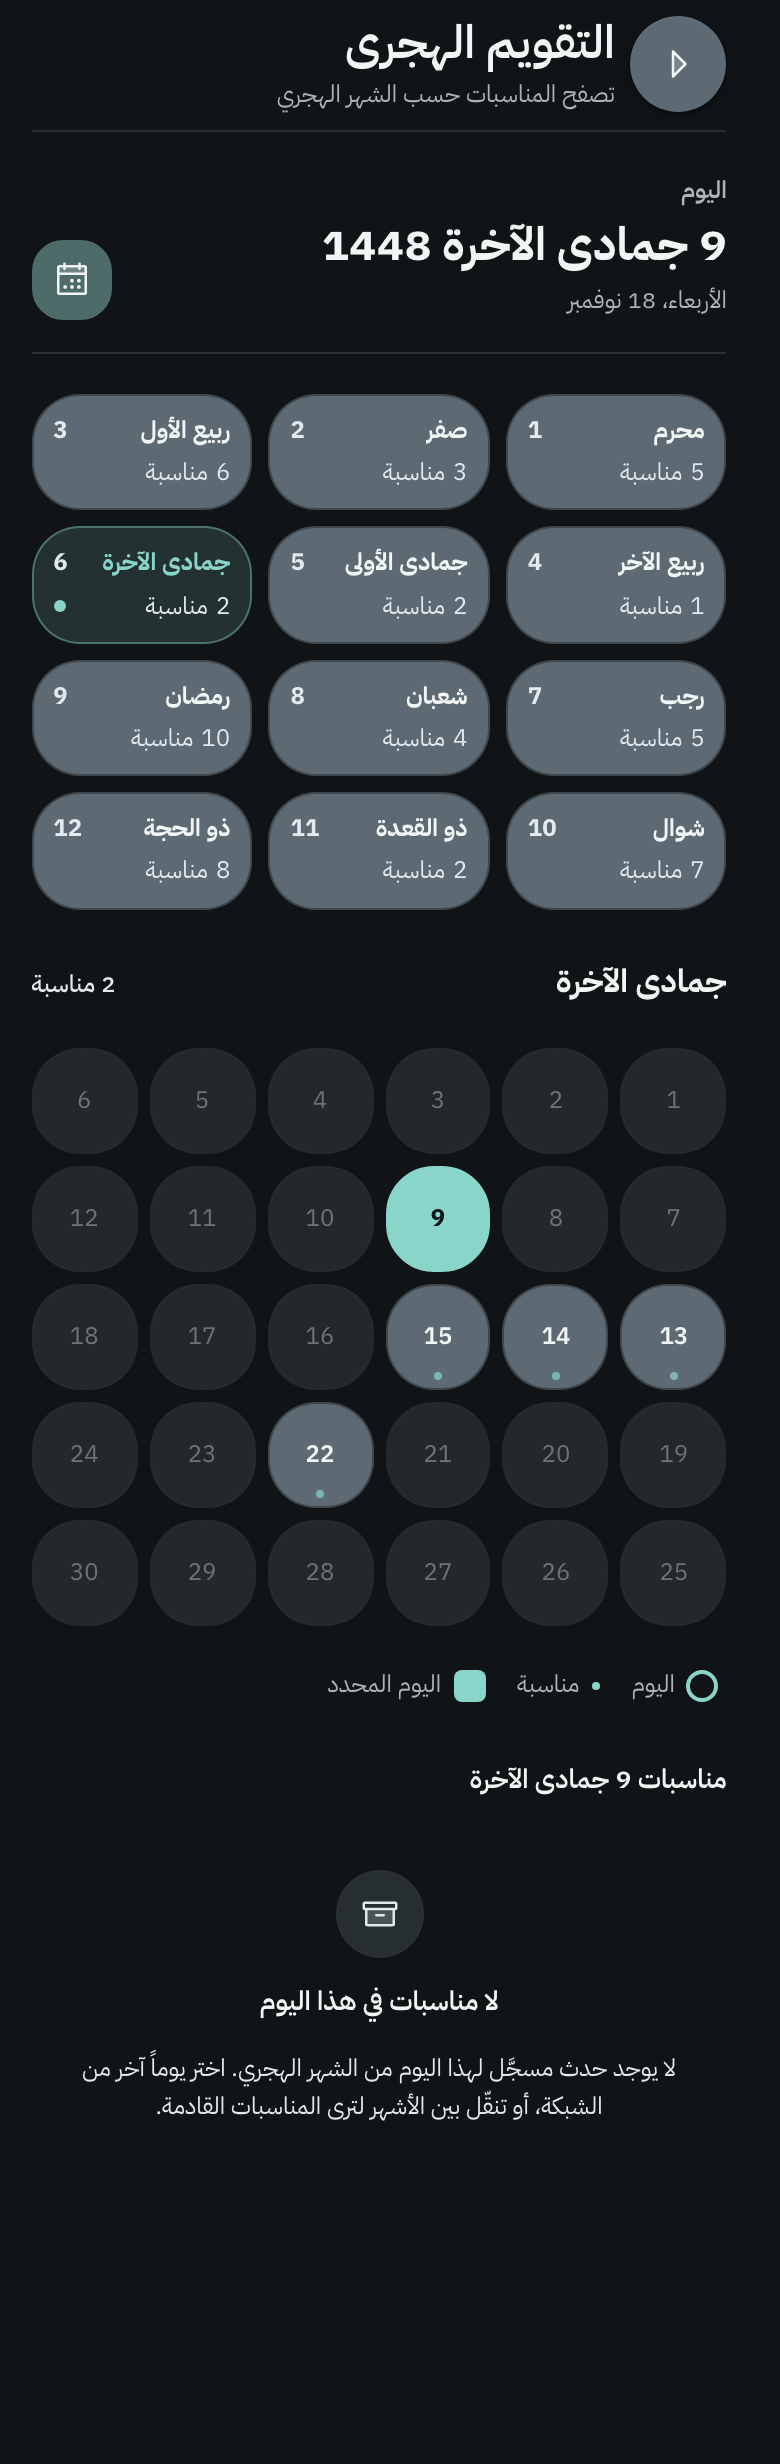 التقويم الهجري
تصفح المناسبات حسب الشهر الهجري
اليوم
9 جمادى الآخرة 1448
الأربعاء، 18 نوفمبر
محرم 1
5 مناسبة
صفر 2
3 مناسبة
ربيع الأول 3
6 مناسبة
ربيع الآخر 4
1 مناسبة
جمادى الأولى 5
2 مناسبة
جمادى الآخرة 6
2 مناسبة
رجب 7
5 مناسبة
شعبان 8
4 مناسبة
رمضان 9
10 مناسبة
شوال 10
7 مناسبة
ذو القعدة 11
2 مناسبة
ذو الحجة 12
8 مناسبة
جمادى الآخرة 2 مناسبة
1 2 3 4 5 6
7 8 9 10 11 12
13 14 15 16 17 18
19 20 21 22 23 24
25 26 27 28 29 30
اليوم مناسبة اليوم المحدد
مناسبات 9 جمادى الآخرة
لا مناسبات في هذا اليوم
لا يوجد حدث مسجَّل لهذا اليوم من الشهر الهجري. اختر يوماً آخر من
الشبكة، أو تنقّل بين الأشهر لترى المناسبات القادمة.